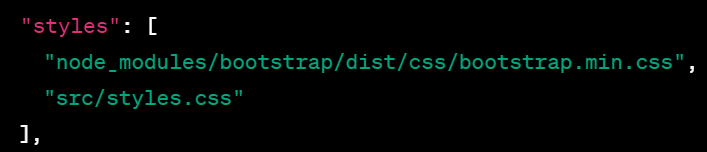 "styles": [
"node_modules/bootstrap/dist/css/bootstrap.min.css",
"src/styles.css"
],